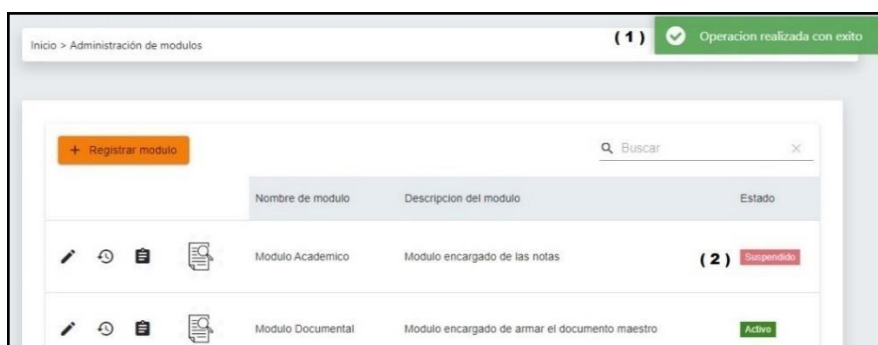 Inicio > Administración de modulos (1) Operacion realizada con exito
+ Registrar modulo Buscar
Nombre de modulo Descripcion del modulo Estado
Modulo Academico Modulo encargado de las notas (2) Suspendido
Modulo Documental Modulo encargado de armar el documento maestro Activo